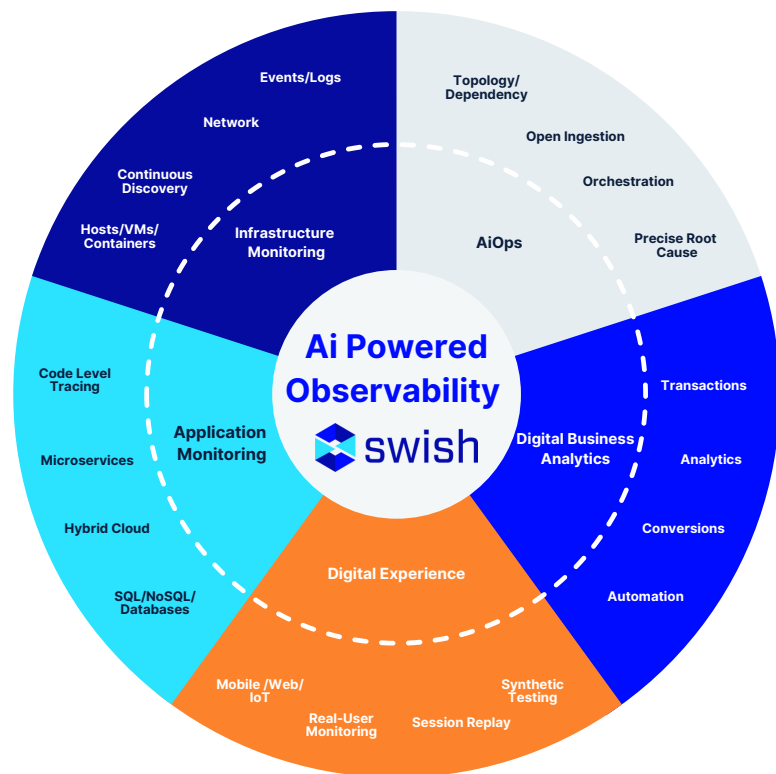 Ai Powered
Observability
swish
Infrastructure
Monitoring
Events/Logs
Network
Continuous
Discovery
Hosts/VMs/
Containers
AiOps
Topology/
Dependency
Open Ingestion
Orchestration
Precise Root
Cause
Digital Business
Analytics
Transactions
Analytics
Conversions
Automation
Digital Experience
Synthetic
Testing
Session Replay
Real-User
Monitoring
Mobile /Web/
IoT
Application
Monitoring
Code Level
Tracing
Microservices
Hybrid Cloud
SQL/NoSQL/
Databases